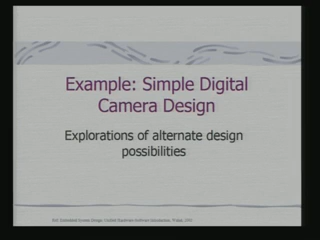 Example: Simple Digital
Camera Design
Explorations of alternate design
possibilities